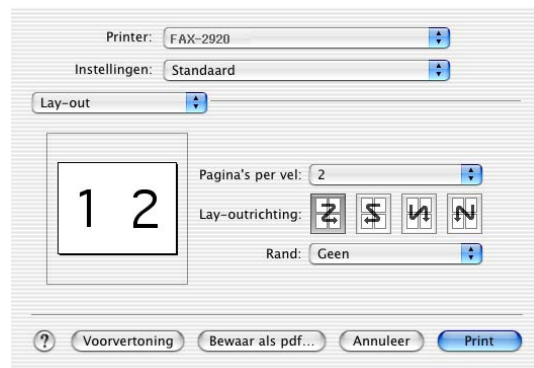 Printer: FAX-2920
Instellingen: Standaard
Lay-out
1 2
Pagina's per vel: 2
Lay-outrichting:
Rand: Geen
? Voorvertoning Bewaar als pdf... Annuleer Print